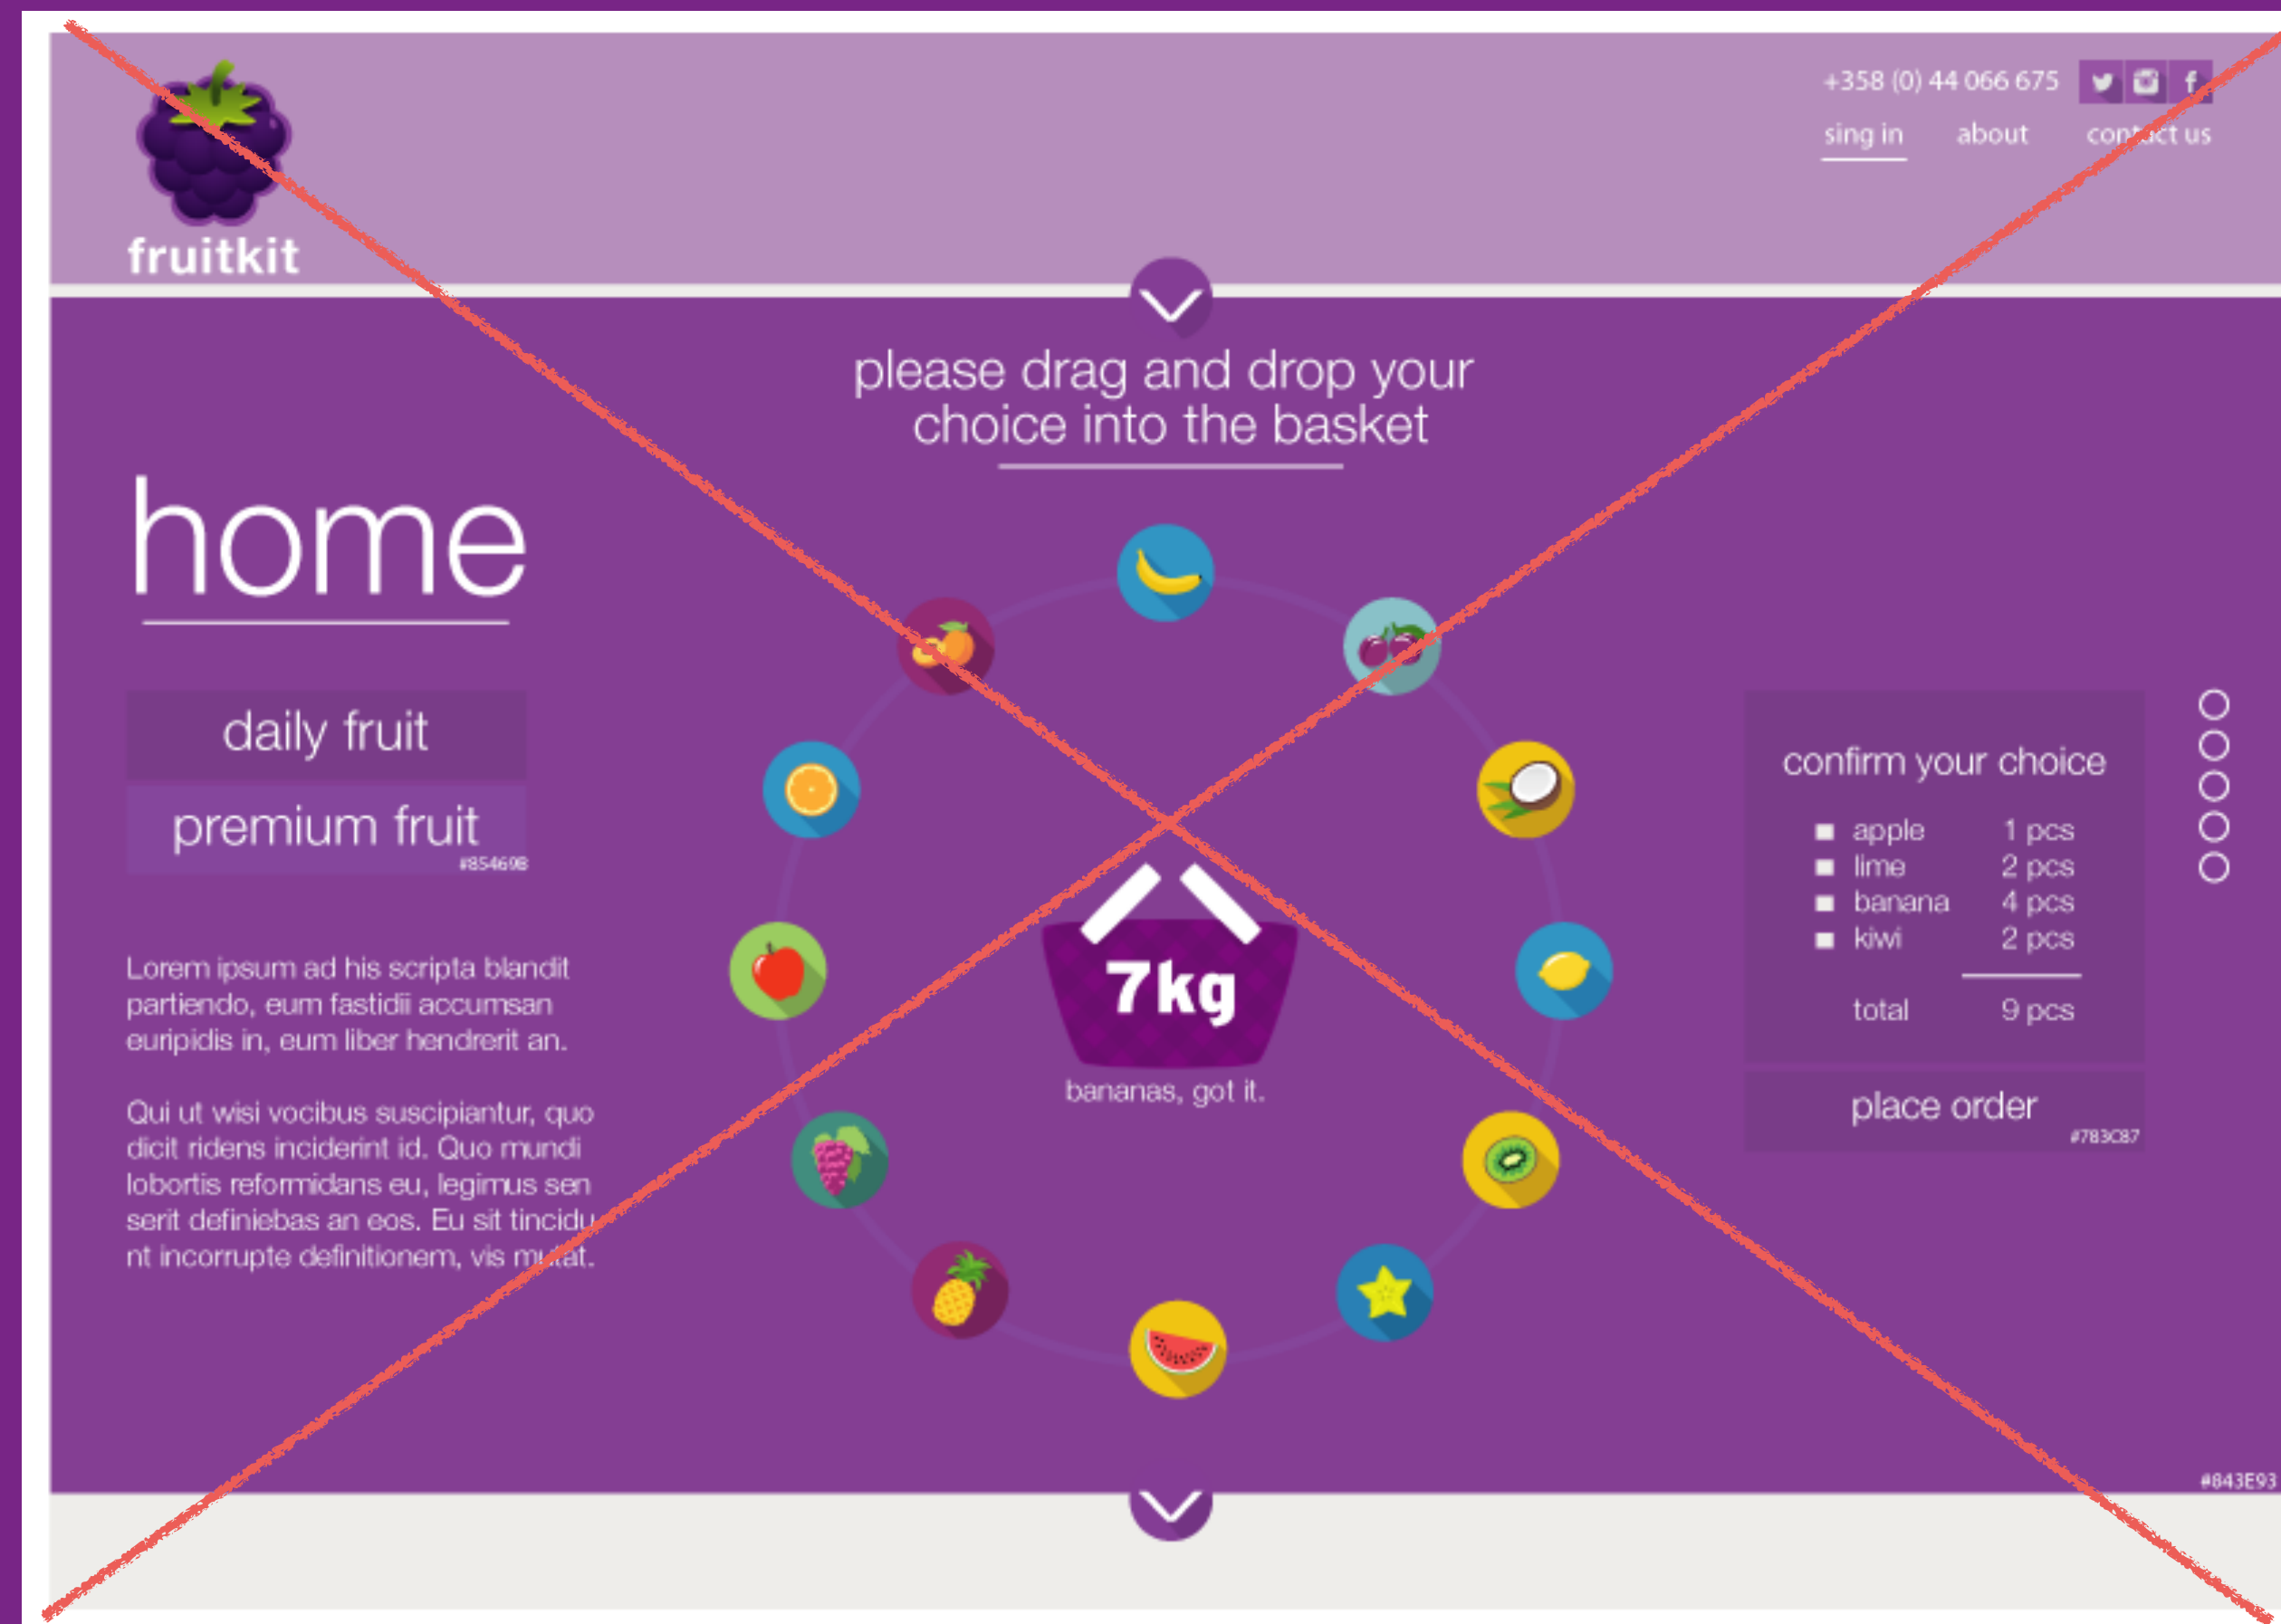 fruitkit
+358 (0) 44 066 675
sing in about contact us
please drag and drop your
choice into the basket
home
daily fruit
premium fruit
#854698
Lorem ipsum ad his scripta blandit
partiendo, eum fastidii accumsan
euripidis in, eum liber hendrerit an.
Qui ut wisi vocibus suscipiantur, quo
dicit ridens inciderint id. Quo mundi
lobortis reformidans eu, legimus sen
serit definiebas an eos. Eu sit tincidu
nt incorrupte definitionem, vis mutat.
7kg
bananas, got it.
confirm your choice
apple 1 pcs
lime 2 pcs
banana 4 pcs
kiwi 2 pcs
total 9 pcs
place order
#783C87
#843E93